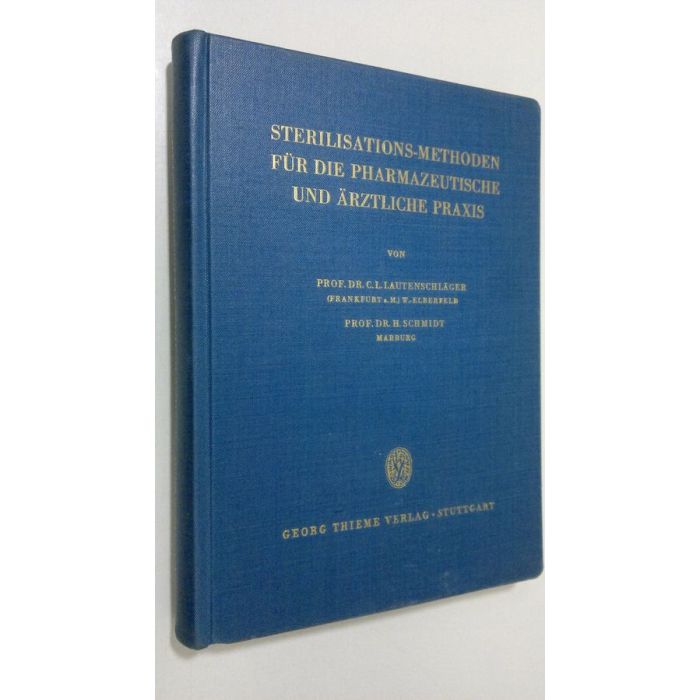 STERILISATIONS-METHODEN
FÜR DIE PHARMAZEUTISCHE
UND ÄRZTLICHE PRAXIS
VON
PROF. DR. C. L. LAUTENSCHLÄGER
(FRANKFURT a. M.) W.-ELBERFELD
PROF. DR. H. SCHMIDT
MARBURG
GEORG THIEME VERLAG · STUTTGART